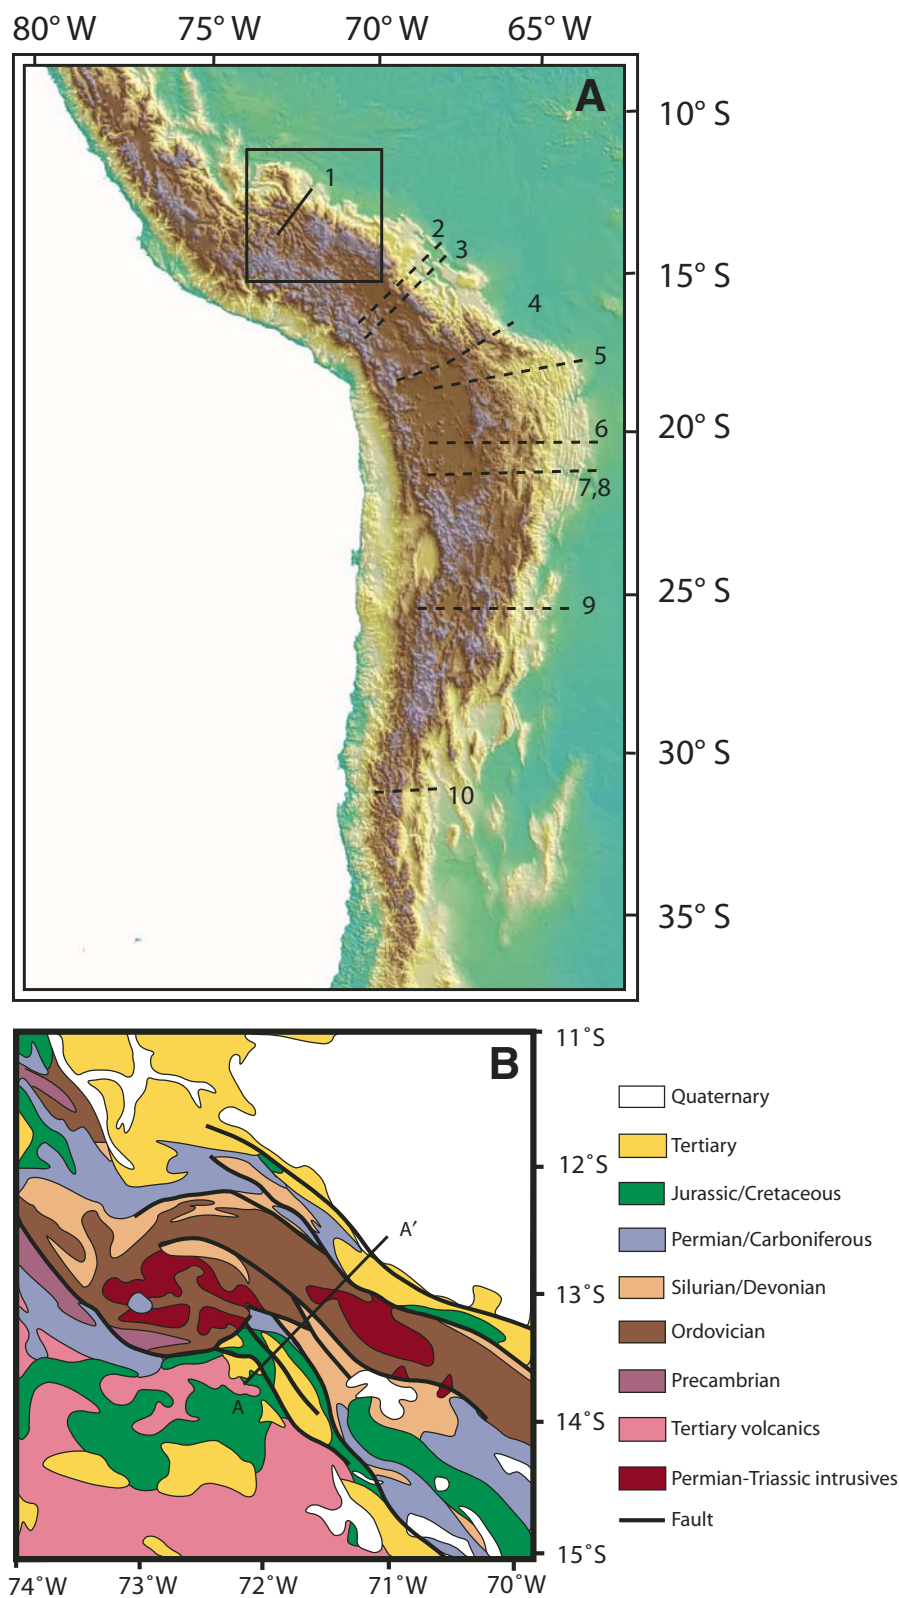 80° W 75° W 70° W 65° W
A
10° S
1
2
3
15° S
4
5
6
20° S
7,8
25° S
9
30° S
10
35° S
B
11°S
Quaternary
Tertiary
12°S
Jurassic/Cretaceous
A′
Permian/Carboniferous
Silurian/Devonian
13°S
Ordovician
Precambrian
A
14°S
Tertiary volcanics
Permian-Triassic intrusives
Fault
15°S
74°W 73°W 72°W 71°W 70°W